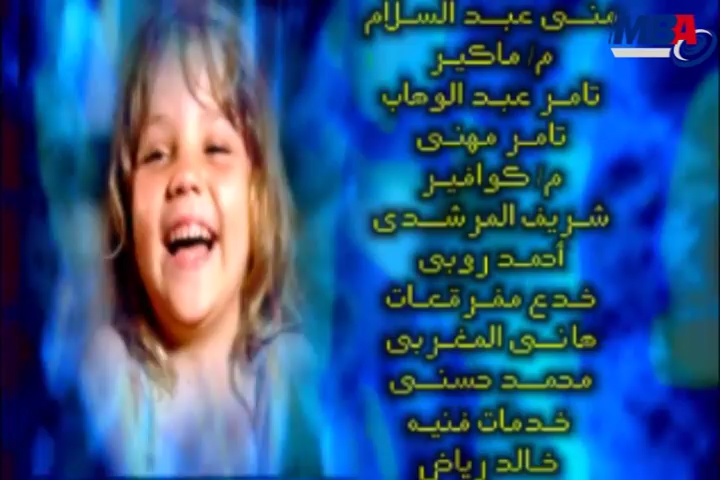 منى عبد السلام
MBA
م/ ماكير
تامر عبد الوهاب
تامر مهنى
م/ كوافير
شريف المرشدى
أحمد روبى
خدع مفرقعات
هانى المغربى
محمد حسنى
خدمات فنيه
خالد رياض